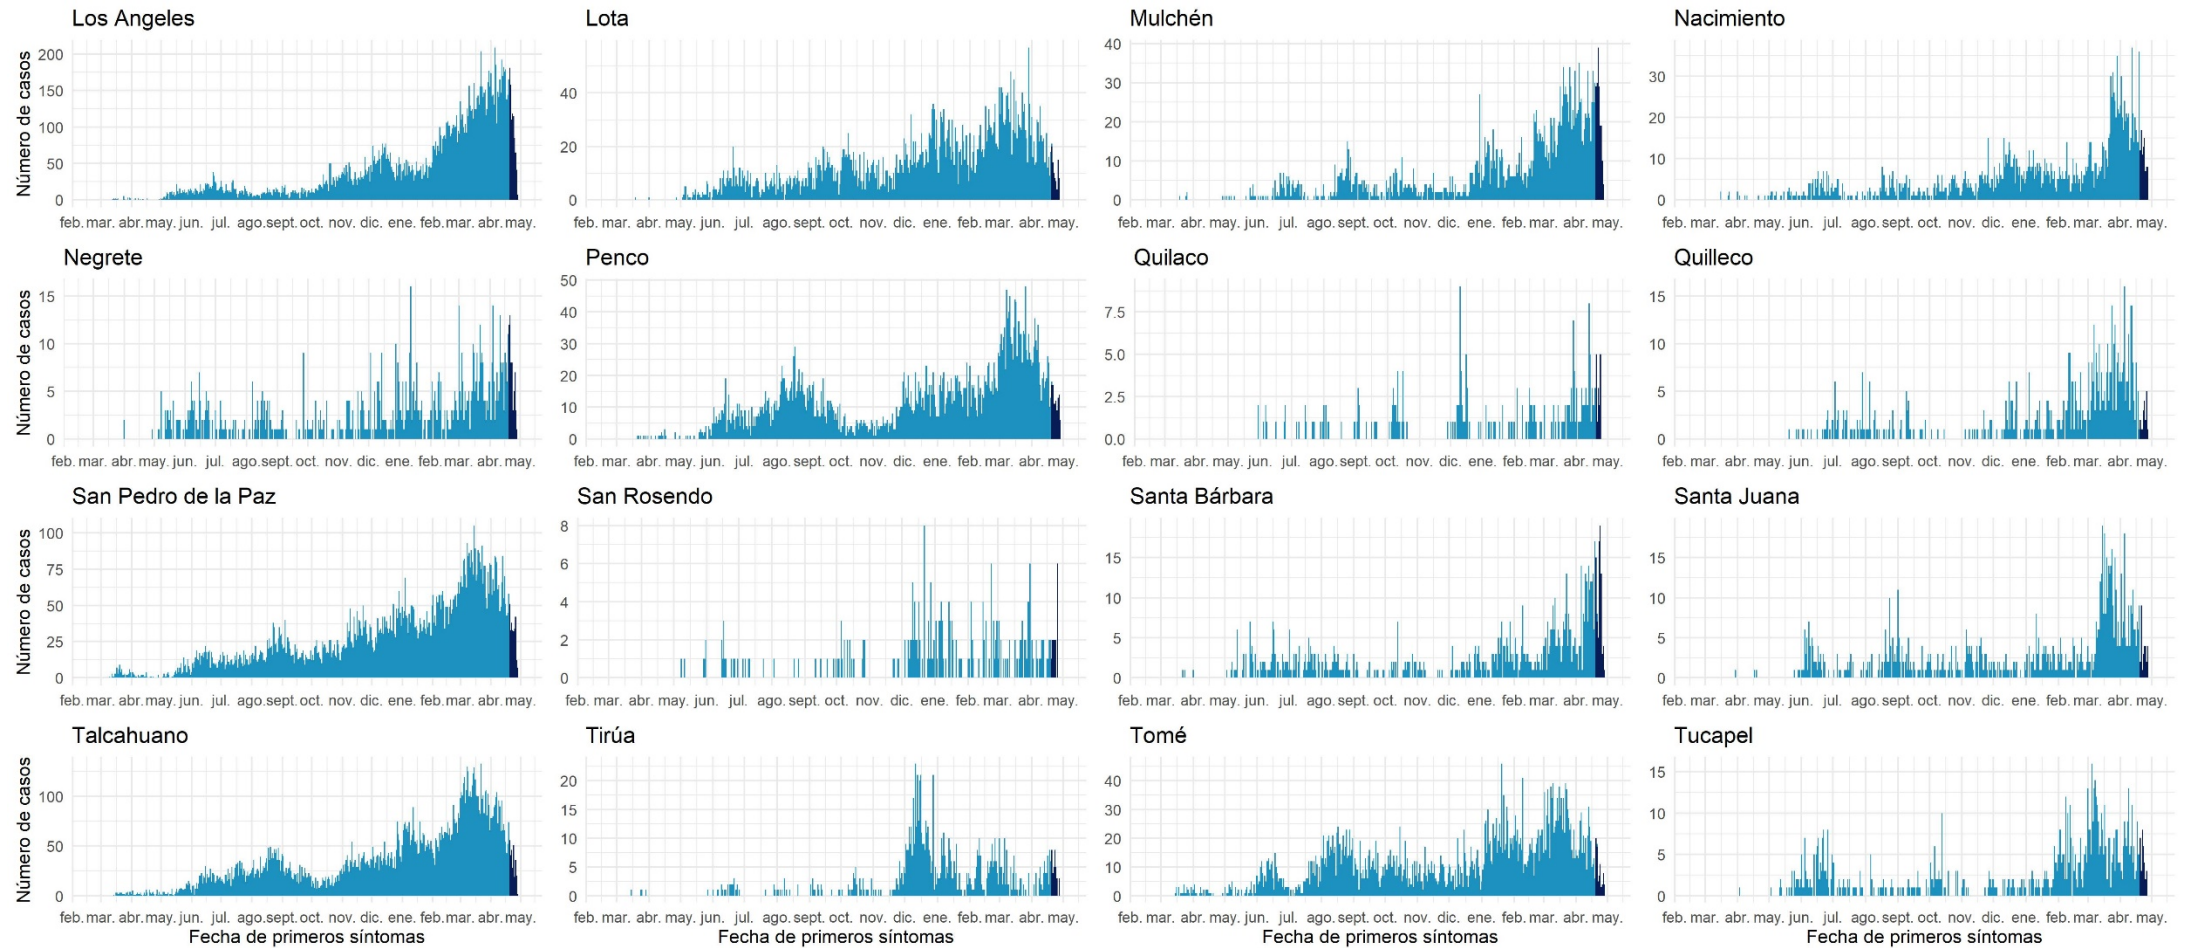 Los Angeles
Lota
Mulchén
Nacimiento
Número de casos
200
150
100
50
0
feb. mar. abr. may. jun. jul. ago. sept. oct. nov. dic. ene. feb. mar. abr. may.
40
20
0
feb. mar. abr. may. jun. jul. ago. sept. oct. nov. dic. ene. feb. mar. abr. may.
40
30
20
10
0
feb. mar. abr. may. jun. jul. ago. sept. oct. nov. dic. ene. feb. mar. abr. may.
30
20
10
0
feb. mar. abr. may. jun. jul. ago. sept. oct. nov. dic. ene. feb. mar. abr. may.
Negrete
Penco
Quilaco
Quilleco
Número de casos
15
10
5
0
feb. mar. abr. may. jun. jul. ago. sept. oct. nov. dic. ene. feb. mar. abr. may.
50
40
30
20
10
0
feb. mar. abr. may. jun. jul. ago. sept. oct. nov. dic. ene. feb. mar. abr. may.
7.5
5.0
2.5
0.0
feb. mar. abr. may. jun. jul. ago. sept. oct. nov. dic. ene. feb. mar. abr. may.
15
10
5
0
feb. mar. abr. may. jun. jul. ago. sept. oct. nov. dic. ene. feb. mar. abr. may.
San Pedro de la Paz
San Rosendo
Santa Bárbara
Santa Juana
Número de casos
100
75
50
25
0
feb. mar. abr. may. jun. jul. ago. sept. oct. nov. dic. ene. feb. mar. abr. may.
8
6
4
2
0
feb. mar. abr. may. jun. jul. ago. sept. oct. nov. dic. ene. feb. mar. abr. may.
15
10
5
0
feb. mar. abr. may. jun. jul. ago. sept. oct. nov. dic. ene. feb. mar. abr. may.
15
10
5
0
feb. mar. abr. may. jun. jul. ago. sept. oct. nov. dic. ene. feb. mar. abr. may.
Talcahuano
Tirúa
Tomé
Tucapel
Número de casos
100
50
0
feb. mar. abr. may. jun. jul. ago. sept. oct. nov. dic. ene. feb. mar. abr. may.
Fecha de primeros síntomas
20
15
10
5
0
feb. mar. abr. may. jun. jul. ago. sept. oct. nov. dic. ene. feb. mar. abr. may.
Fecha de primeros síntomas
40
30
20
10
0
feb. mar. abr. may. jun. jul. ago. sept. oct. nov. dic. ene. feb. mar. abr. may.
Fecha de primeros síntomas
15
10
5
0
feb. mar. abr. may. jun. jul. ago. sept. oct. nov. dic. ene. feb. mar. abr. may.
Fecha de primeros síntomas